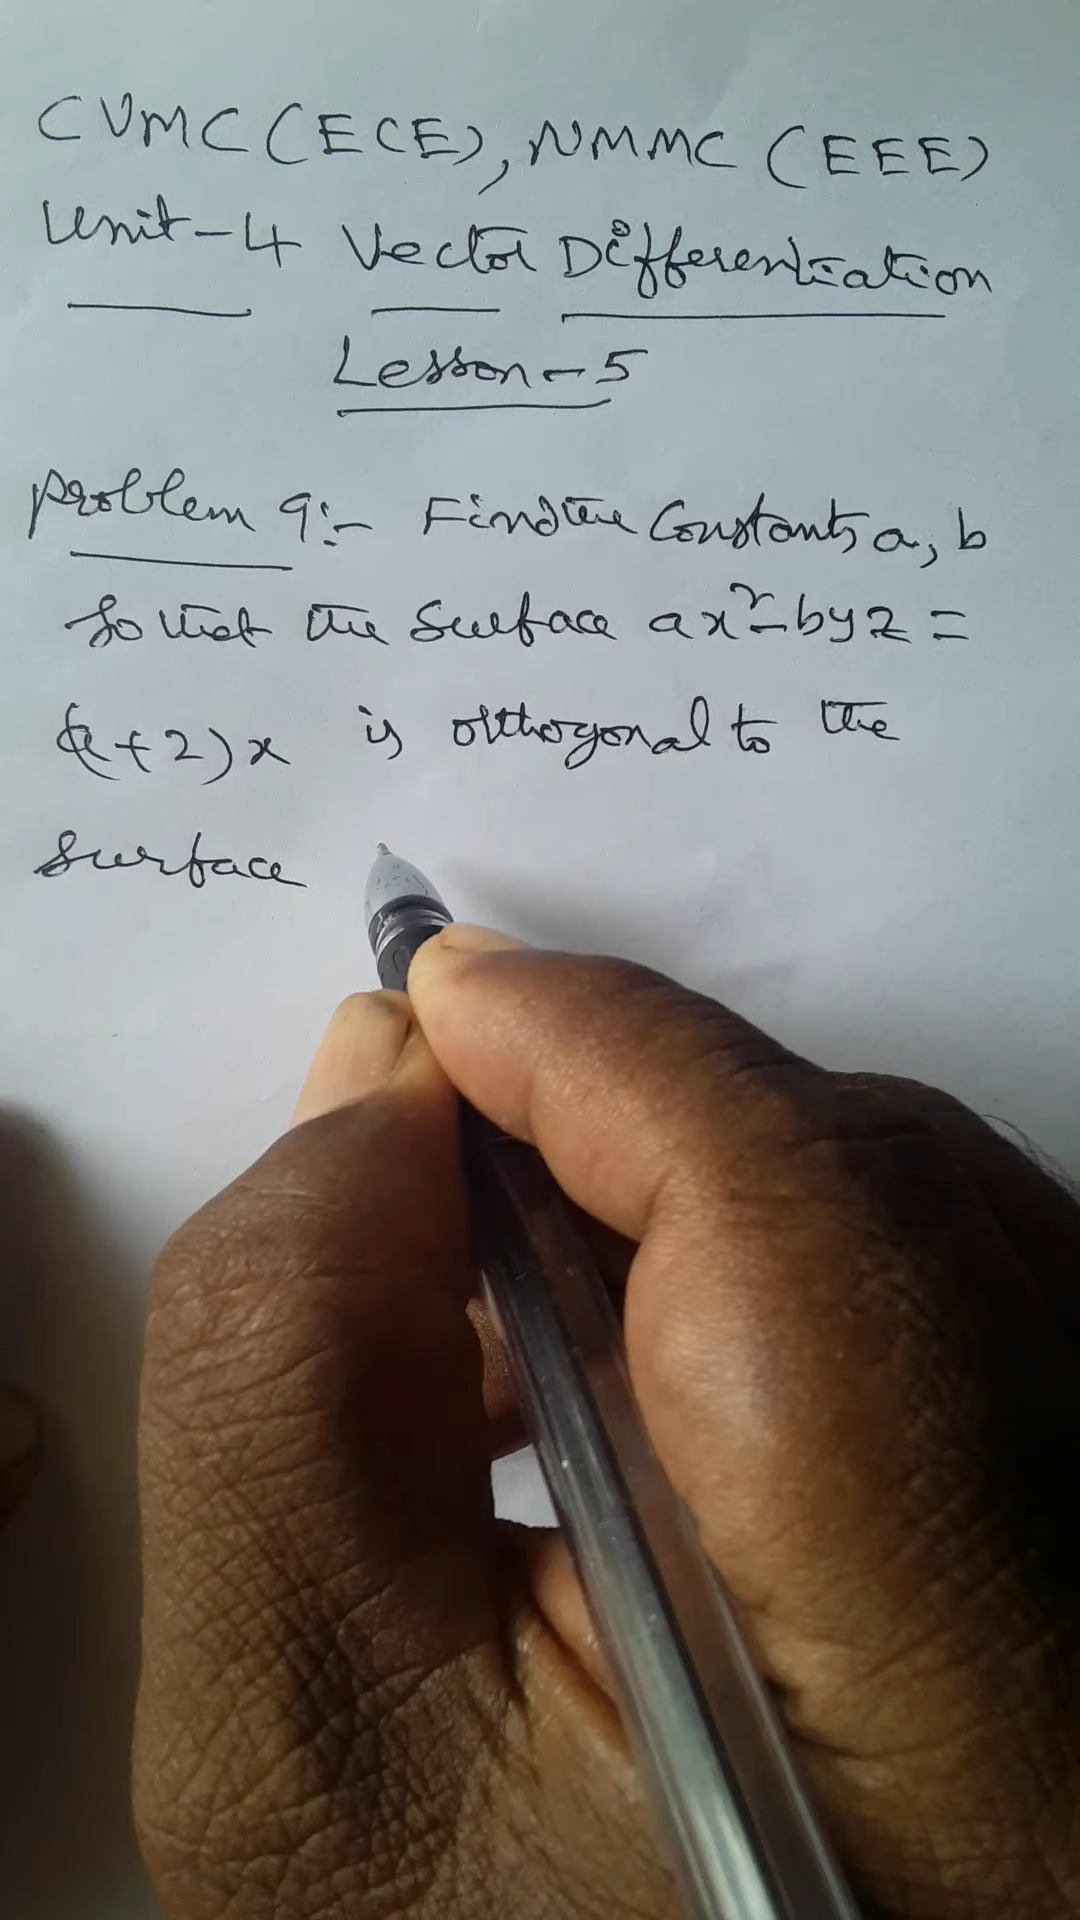 CVMC (ECE), NMMC (EEE)
Unit-4 Vector Differentiation
Lesson-5
Problem 9:- Find the Constants a, b
So that the Surface ax²-byz =
(a+2)x is orthogonal to the
Surface